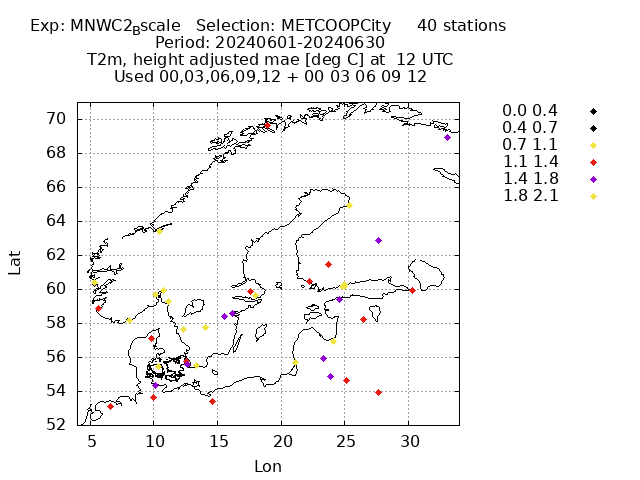 Exp: MNWC2_Bscale   Selection: METCOOPCity     40 stations
Period: 20240601-20240630
T2m, height adjusted mae [deg C] at  12 UTC
Used 00,03,06,09,12 + 00 03 06 09 12
0.0 0.4
0.4 0.7
0.7 1.1
1.1 1.4
1.4 1.8
1.8 2.1
70
68
66
64
62
60
58
56
54
52
Lat
5 10 15 20 25 30
Lon